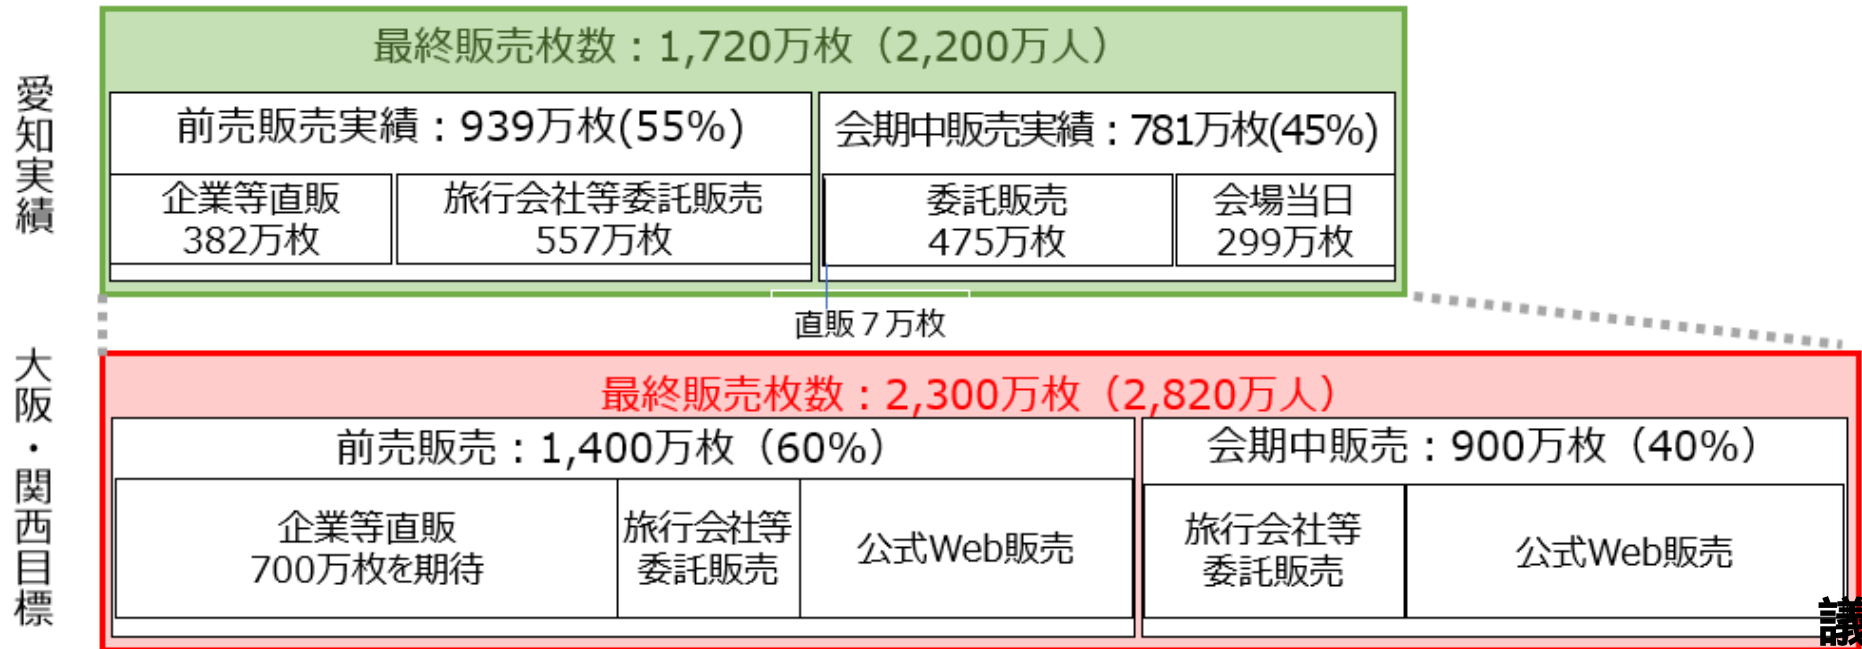 愛知実績
最終販売枚数：1,720万枚（2,200万人）
前売販売実績：939万枚(55%)
会期中販売実績：781万枚(45%)
企業等直販
382万枚
旅行会社等委託販売
557万枚
委託販売
475万枚
会場当日
299万枚
直販７万枚
大阪・関西目標
最終販売枚数：2,300万枚（2,820万人）
前売販売：1,400万枚（60%）
会期中販売：900万枚（40%）
企業等直販
700万枚を期待
旅行会社等
委託販売
公式Web販売
旅行会社等
委託販売
公式Web販売
議